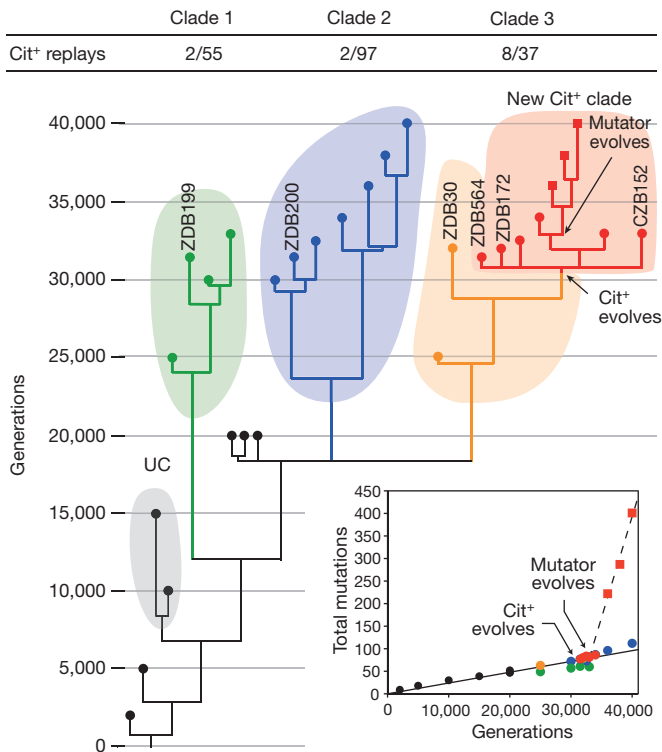 Clade 1 Clade 2 Clade 3
Cit⁺ replays 2/55 2/97 8/37
New Cit⁺ clade
Mutator
evolves
40,000
35,000
30,000
25,000
20,000
15,000
10,000
5,000
0
Generations
ZDB199
ZDB200
ZDB30
ZDB564
ZDB172
CZB152
Cit⁺
evolves
UC
450
400
350
300
250
200
150
100
50
0
Total mutations
Mutator
evolves
Cit⁺
evolves
0 10,000 20,000 30,000 40,000
Generations